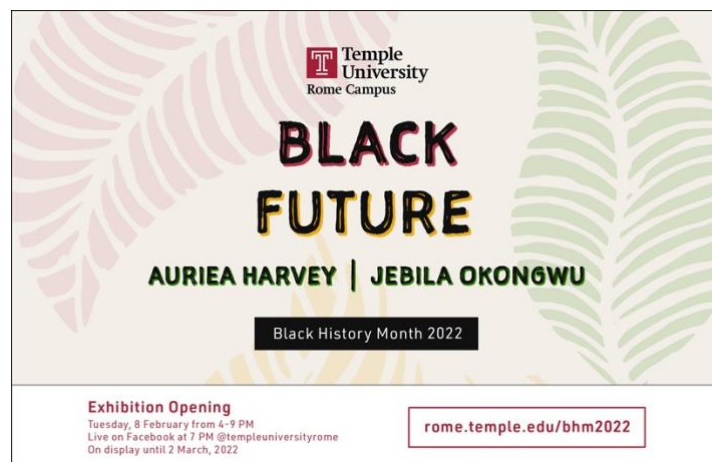 Temple
University
Rome Campus
BLACK
FUTURE
AURIEA HARVEY | JEBILA OKONGWU
Black History Month 2022
Exhibition Opening
Tuesday, 8 February from 4-9 PM
Live on Facebook at 7 PM @templeuniversityrome
On display until 2 March, 2022
rome.temple.edu/bhm2022